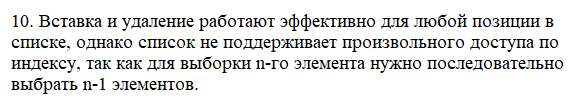 10. Вставка и удаление работают эффективно для любой позиции в
списке, однако список не поддерживает произвольного доступа по
индексу, так как для выборки n-го элемента нужно последовательно
выбрать n-1 элементов.